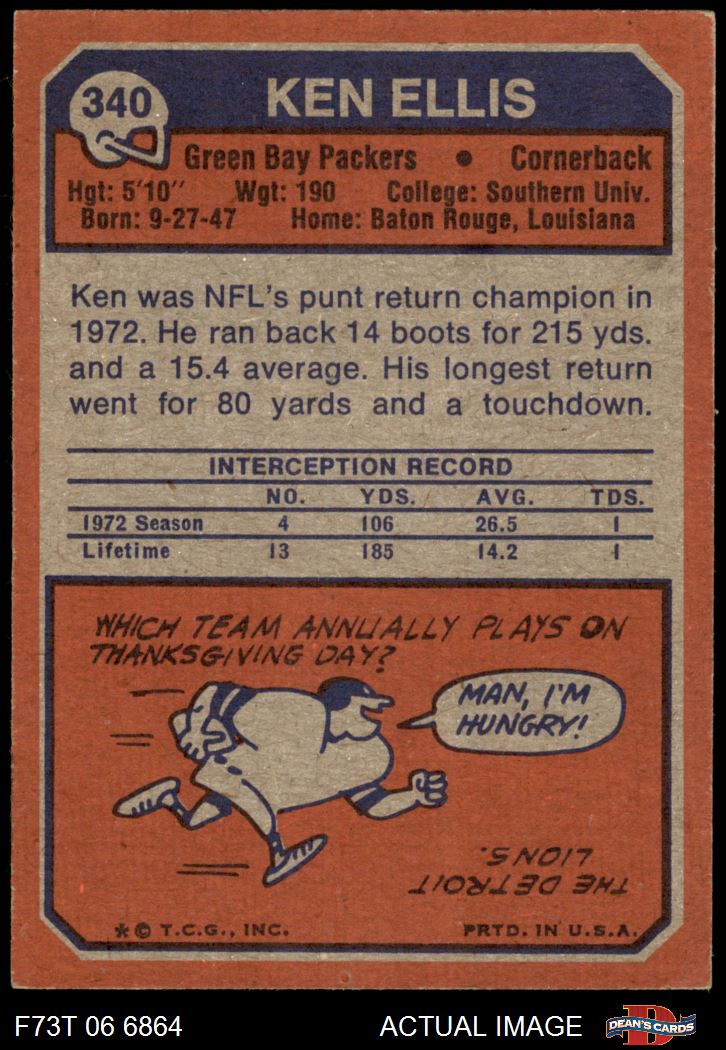 340
KEN ELLIS
Green Bay Packers • Cornerback
Hgt: 5'10" Wgt: 190 College: Southern Univ.
Born: 9-27-47 Home: Baton Rouge, Louisiana
Ken was NFL's punt return champion in
1972. He ran back 14 boots for 215 yds.
and a 15.4 average. His longest return
went for 80 yards and a touchdown.
INTERCEPTION RECORD
NO. YDS. AVG. TDS.
1972 Season 4 106 26.5 1
Lifetime 13 185 14.2 1
WHICH TEAM ANNUALLY PLAYS ON
THANKSGIVING DAY?
MAN, I'M
HUNGRY!
THE DETROIT
LIONS.
* © T.C.G., INC. PRTD. IN U.S.A.
F73T 06 6864 ACTUAL IMAGE
D
DEAN'S CARDS